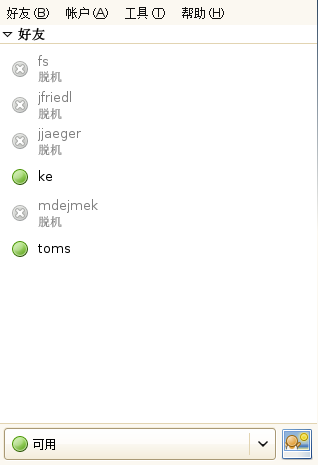 好友(B) 帐户(A) 工具(T) 帮助(H)
好友
fs
脱机
jfriedl
脱机
jjaeger
脱机
ke
mdejmek
脱机
toms
可用